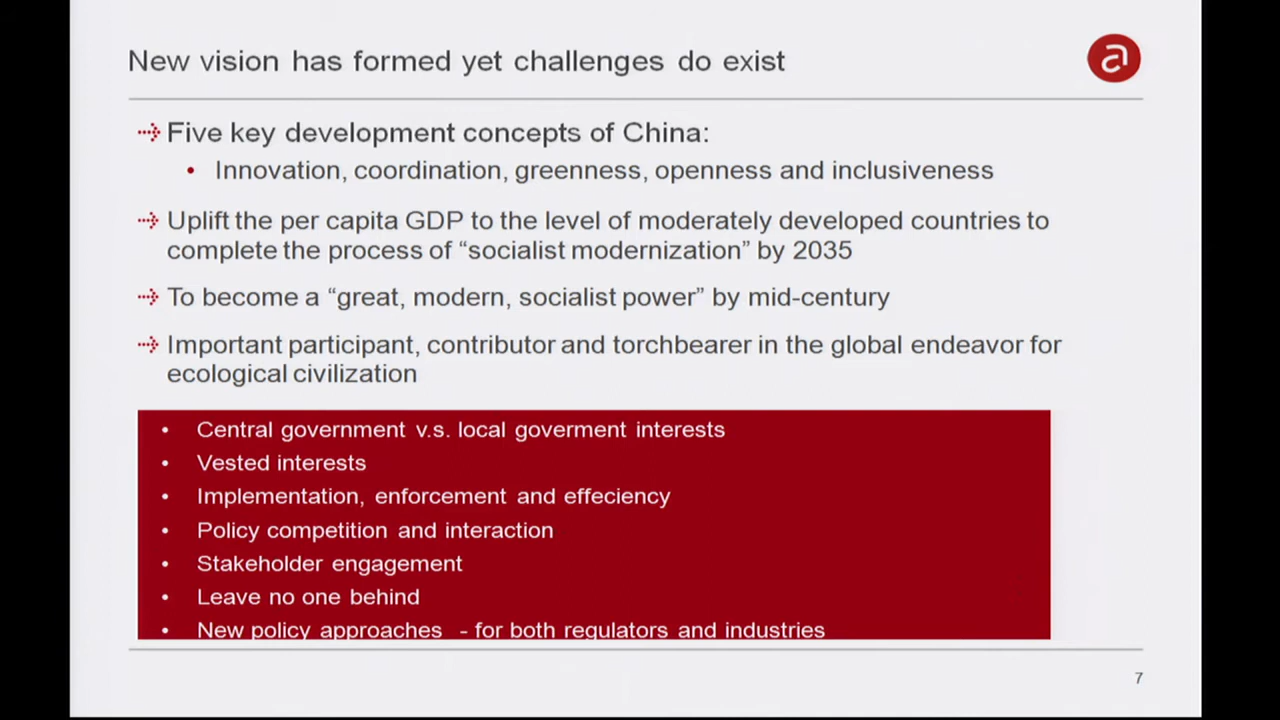 New vision has formed yet challenges do exist
Five key development concepts of China:
• Innovation, coordination, greenness, openness and inclusiveness
Uplift the per capita GDP to the level of moderately developed countries to
complete the process of “socialist modernization” by 2035
To become a “great, modern, socialist power” by mid-century
Important participant, contributor and torchbearer in the global endeavor for
ecological civilization
• Central government v.s. local goverment interests
• Vested interests
• Implementation, enforcement and effeciency
• Policy competition and interaction
• Stakeholder engagement
• Leave no one behind
• New policy approaches - for both regulators and industries
7